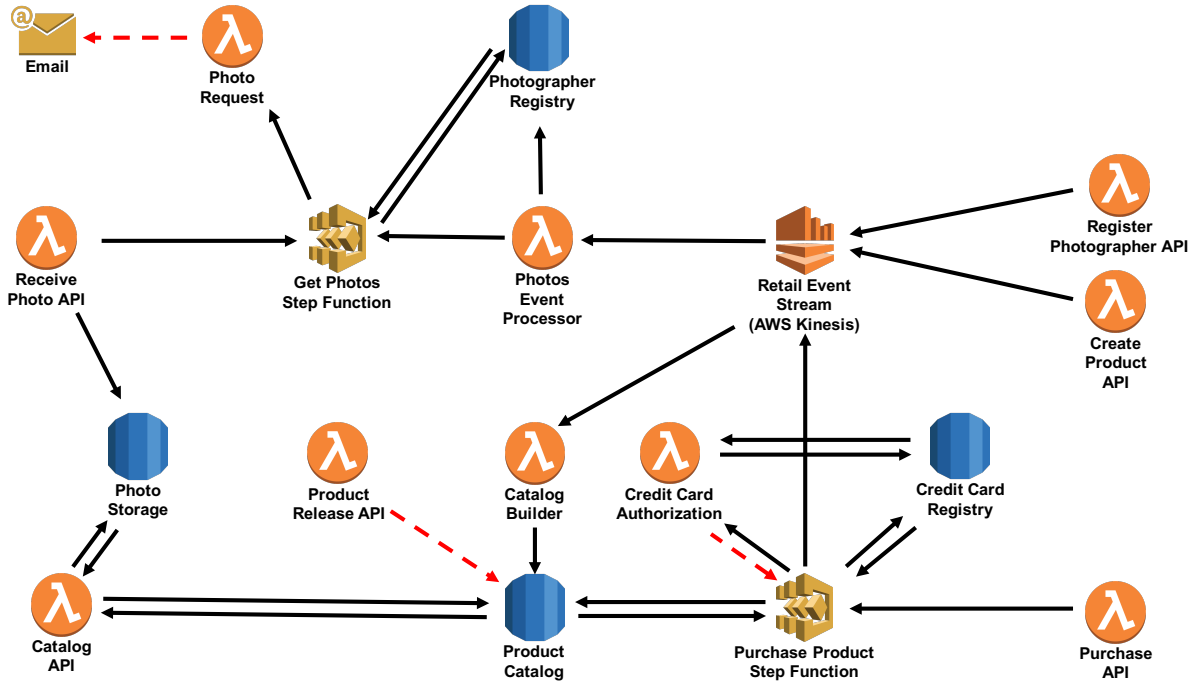 @
Email
Photo
Request
Photographer
Registry
Register
Photographer API
Receive
Photo API
Get Photos
Step Function
Photos
Event
Processor
Retail Event
Stream
(AWS Kinesis)
Create
Product
API
Photo
Storage
Product
Release API
Catalog
Builder
Credit Card
Authorization
Credit Card
Registry
Catalog
API
Product
Catalog
Purchase Product
Step Function
Purchase
API
λ
λ
λ
λ
λ
λ
λ
λ
λ
λ